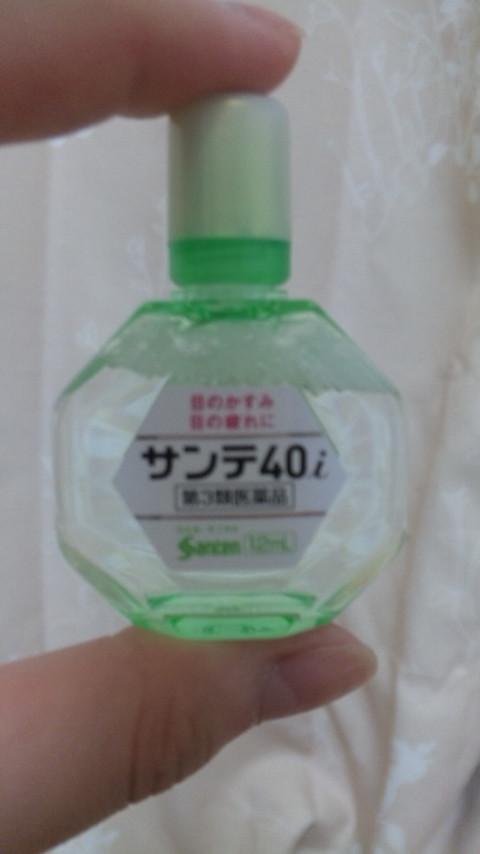 目のかすみ
目の疲れに
サンテ40i
第3類医薬品
Santen 12mL